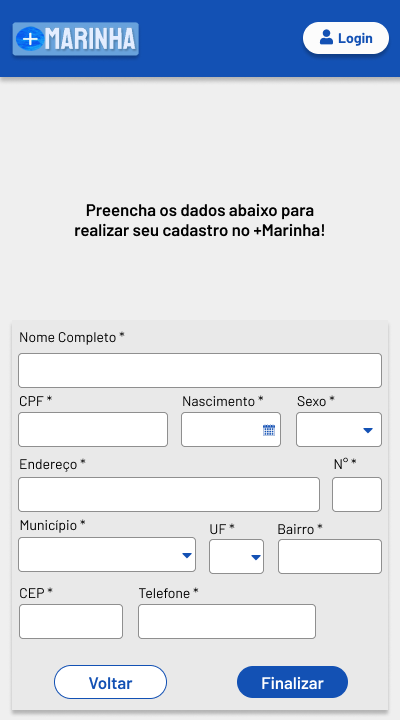 +MARINHA
Login
Preencha os dados abaixo para
realizar seu cadastro no +Marinha!
Nome Completo *
CPF * Nascimento * Sexo *
Endereço * N° *
Município * UF * Bairro *
CEP * Telefone *
Voltar Finalizar